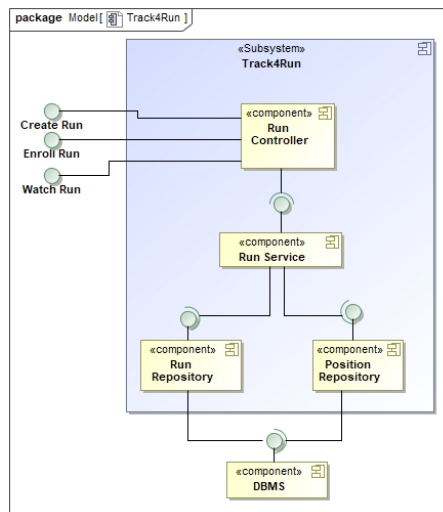 package Model[ Track4Run ]
«Subsystem»
Track4Run
Create Run
Enroll Run
Watch Run
«component»
Run
Controller
«component»
Run Service
«component»
Run
Repository
«component»
Position
Repository
«component»
DBMS